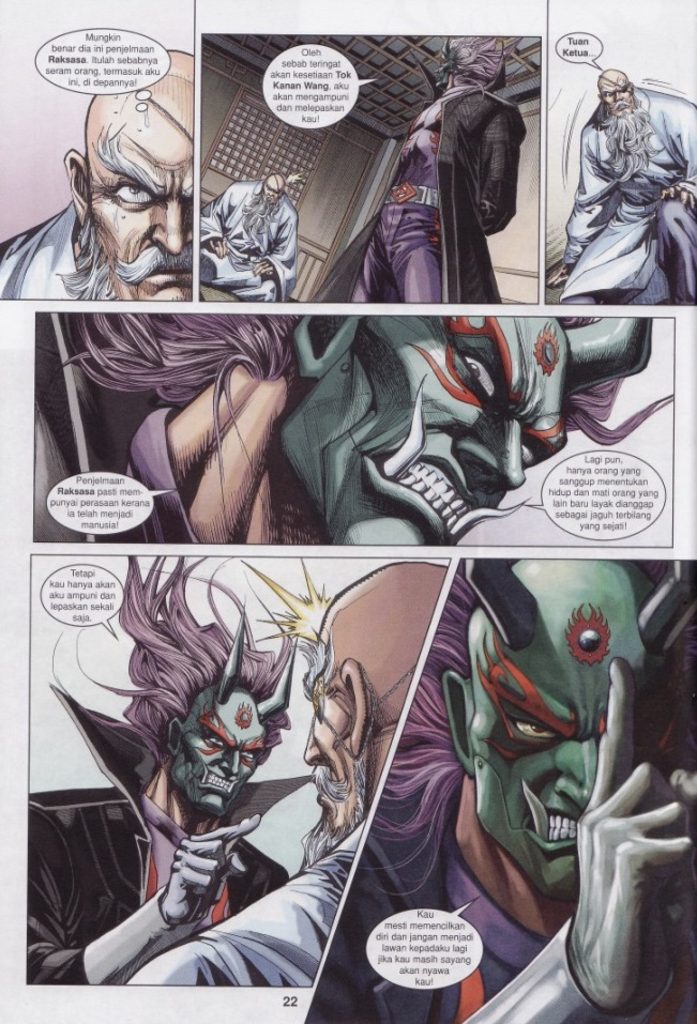 Mungkin
benar dia ini penjelmaan
Raksasa. Itulah sebabnya
seram orang, termasuk aku
ini, di depannya!
Oleh
sebab teringat
akan kesetiaan Tok
Kanan Wang, aku
akan mengampuni
dan melepaskan
kau!
Tuan
Ketua...
Penjelmaan
Raksasa pasti mem-
punyai perasaan kerana
ia telah menjadi
manusia!
Lagi pun,
hanya orang yang
sanggup menentukan
hidup dan mati orang yang
lain baru layak dianggap
sebagai jaguh terbilang
yang sejati!
Tetapi
kau hanya akan
aku ampuni dan
lepaskan sekali
saja.
Kau
mesti memencilkan
diri dan jangan menjadi
lawan kepadaku lagi
jika kau masih sayang
akan nyawa
kau!
22